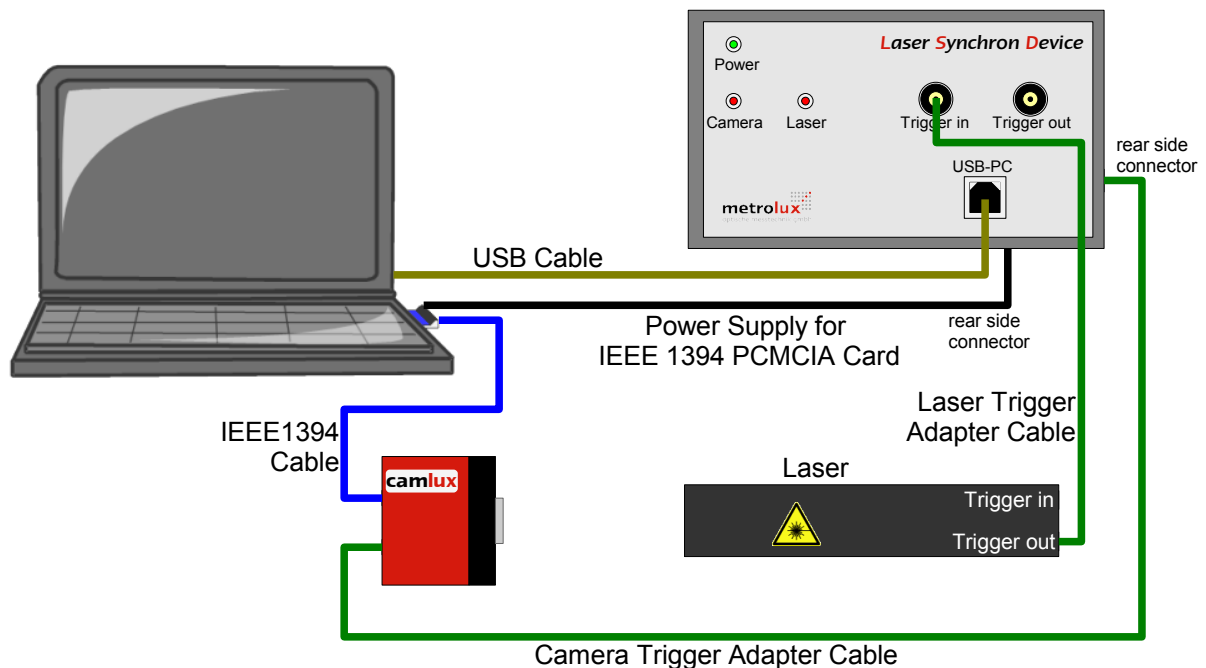 Laser Synchron Device
Power
Camera
Laser
Trigger in
Trigger out
rear side
connector
USB-PC
metrolux
USB Cable
Power Supply for
IEEE 1394 PCMCIA Card
rear side
connector
Laser Trigger
Adapter Cable
IEEE1394
Cable
camlux
Laser
Trigger in
Trigger out
Camera Trigger Adapter Cable